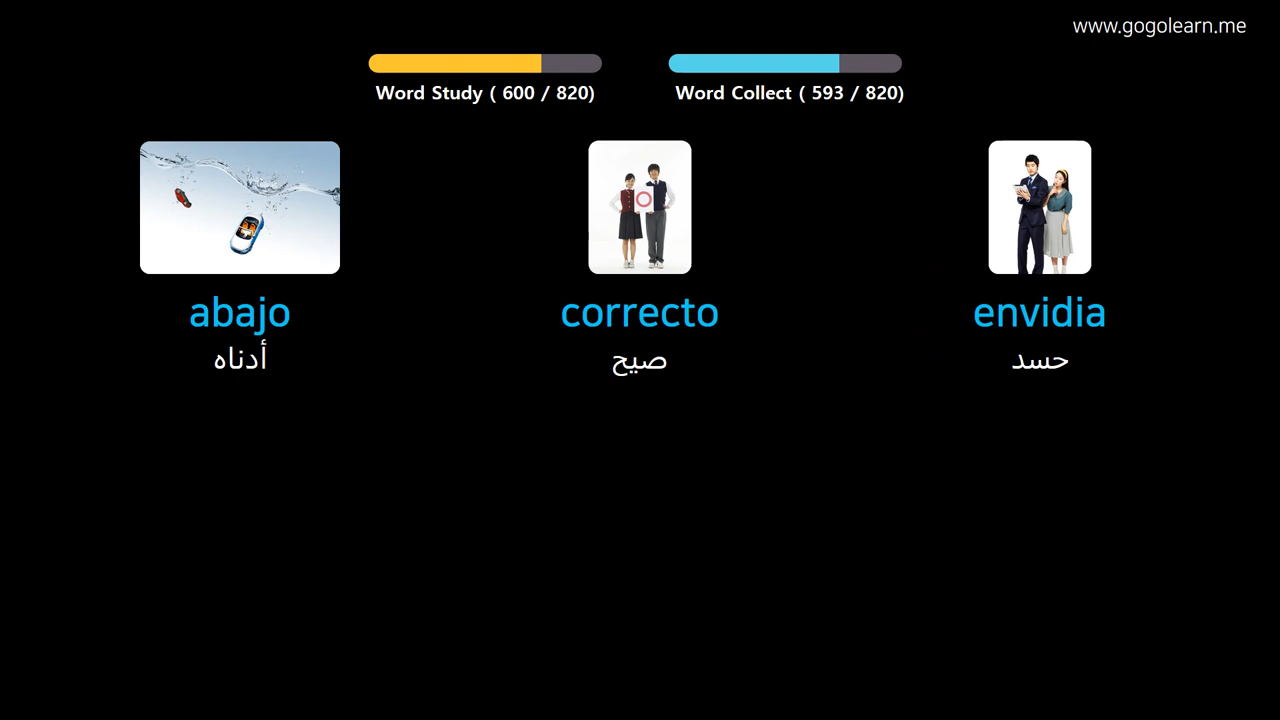 www.gogolearn.me
Word Study ( 600 / 820)
Word Collect ( 593 / 820)
abajo
أدناه
correcto
صيح
envidia
حسد